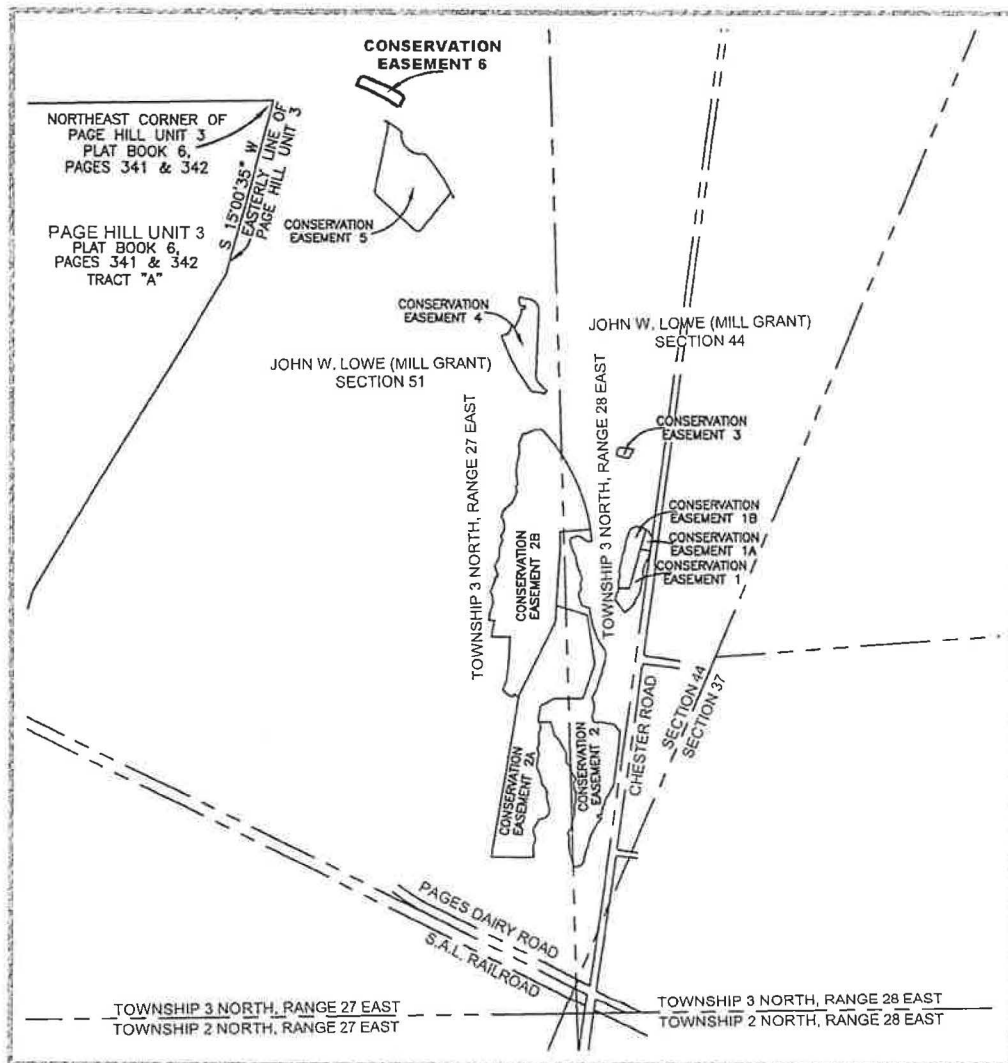 CONSERVATION
EASEMENT 6
NORTHEAST CORNER OF
PAGE HILL UNIT 3
PLAT BOOK 6,
PAGES 341 & 342
S 15°00'35" W
EASTERLY LINE OF
PAGE HILL UNIT 3
PAGE HILL UNIT 3
PLAT BOOK 6,
PAGES 341 & 342
TRACT "A"
CONSERVATION
EASEMENT 5
CONSERVATION
EASEMENT 4
JOHN W. LOWE (MILL GRANT)
SECTION 44
JOHN W. LOWE (MILL GRANT)
SECTION 51
TOWNSHIP 3 NORTH, RANGE 27 EAST
TOWNSHIP 3 NORTH, RANGE 28 EAST
CONSERVATION
EASEMENT 3
CONSERVATION
EASEMENT 1B
CONSERVATION
EASEMENT 1A
CONSERVATION
EASEMENT 1
CONSERVATION
EASEMENT 2B
CONSERVATION
EASEMENT 2A
CONSERVATION
EASEMENT 2
CHESTER ROAD
SECTION 44
SECTION 37
PAGES DAIRY ROAD
S.A.L. RAILROAD
TOWNSHIP 3 NORTH, RANGE 27 EAST
TOWNSHIP 2 NORTH, RANGE 27 EAST
TOWNSHIP 3 NORTH, RANGE 28 EAST
TOWNSHIP 2 NORTH, RANGE 28 EAST